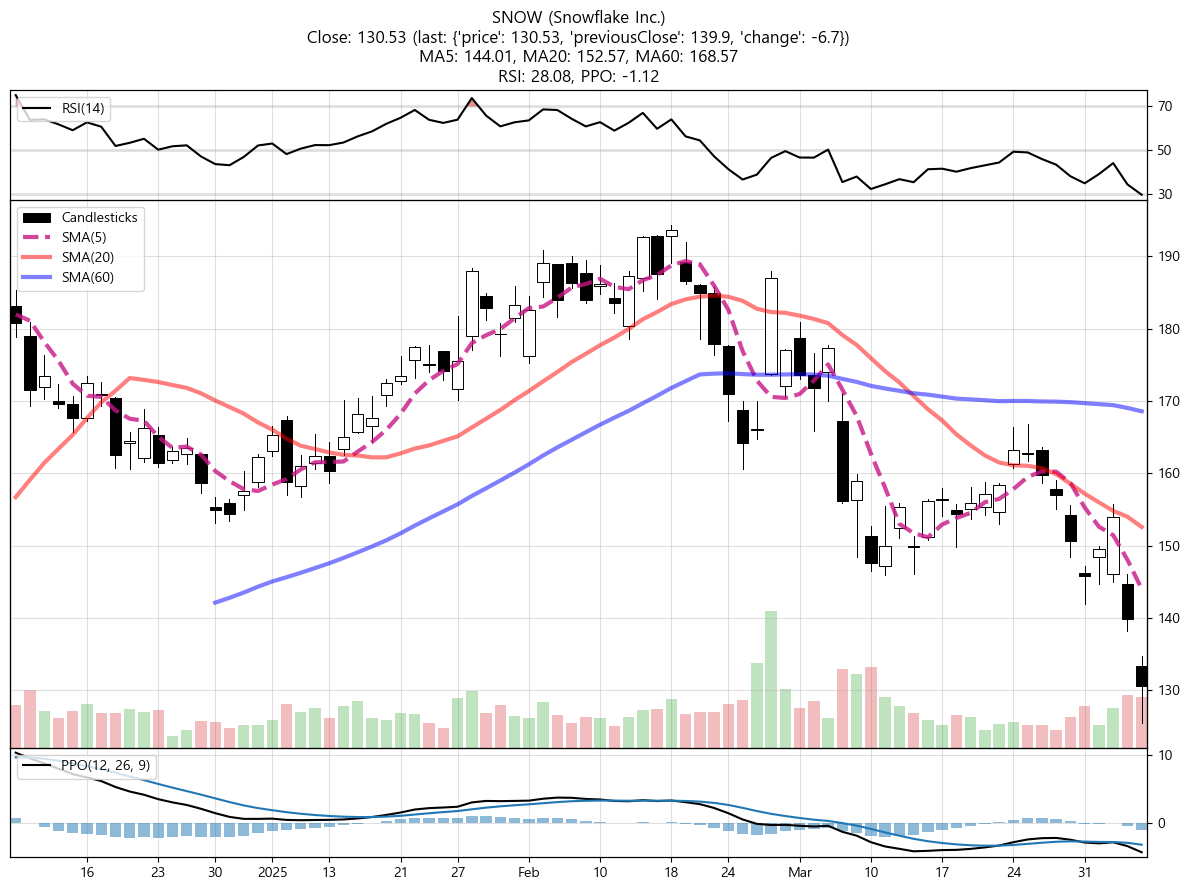 SNOW (Snowflake Inc.)
Close: 130.53 (last: {'price': 130.53, 'previousClose': 139.9, 'change': -6.7})
MA5: 144.01, MA20: 152.57, MA60: 168.57
RSI: 28.08, PPO: -1.12
RSI(14)
70
50
30
Candlesticks
SMA(5)
SMA(20)
SMA(60)
190
180
170
160
150
140
130
PPO(12, 26, 9)
10
0
16 23 30 2025 13 21 27 Feb 10 18 24 Mar 10 17 24 31